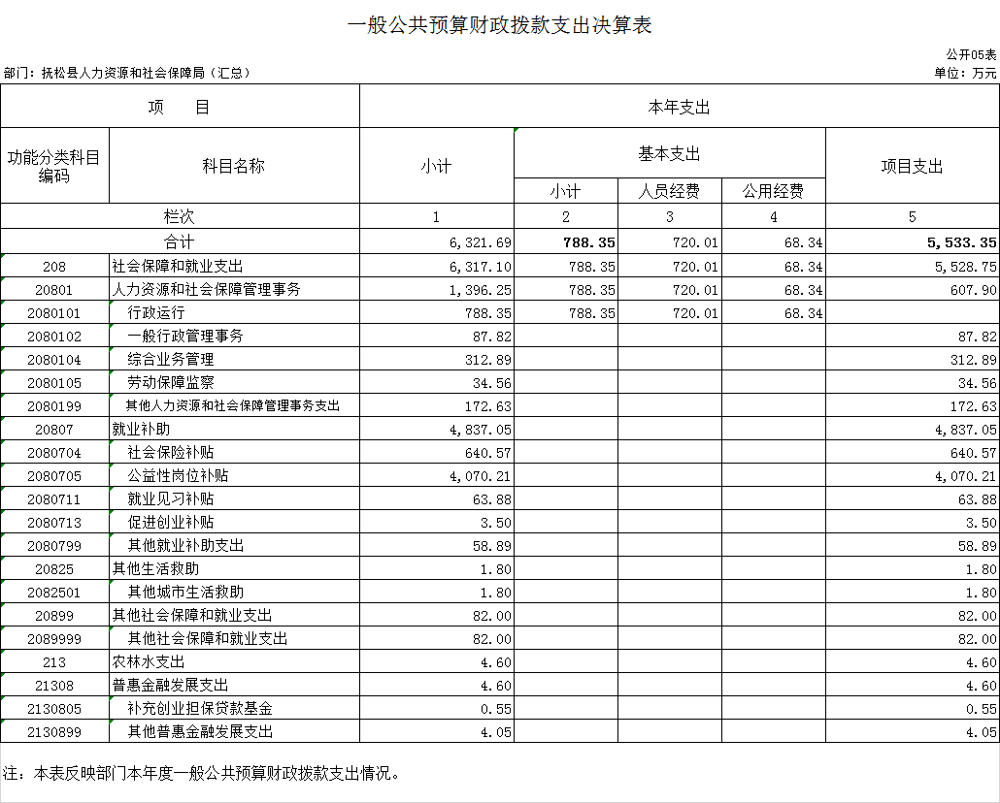 一般公共预算财政拨款支出决算表
公开05表
部门：抚松县人力资源和社会保障局（汇总） 单位：万元
项 目 本年支出
功能分类科目编码 科目名称 小计 基本支出 项目支出
小计 人员经费 公用经费
栏次 1 2 3 4 5
合计 6,321.69 788.35 720.01 68.34 5,533.35
208 社会保障和就业支出 6,317.10 788.35 720.01 68.34 5,528.75
20801 人力资源和社会保障管理事务 1,396.25 788.35 720.01 68.34 607.90
2080101 行政运行 788.35 788.35 720.01 68.34
2080102 一般行政管理事务 87.82 87.82
2080104 综合业务管理 312.89 312.89
2080105 劳动保障监察 34.56 34.56
2080199 其他人力资源和社会保障管理事务支出 172.63 172.63
20807 就业补助 4,837.05 4,837.05
2080704 社会保险补贴 640.57 640.57
2080705 公益性岗位补贴 4,070.21 4,070.21
2080711 就业见习补贴 63.88 63.88
2080713 促进创业补贴 3.50 3.50
2080799 其他就业补助支出 58.89 58.89
20825 其他生活救助 1.80 1.80
2082501 其他城市生活救助 1.80 1.80
20899 其他社会保障和就业支出 82.00 82.00
2089999 其他社会保障和就业支出 82.00 82.00
213 农林水支出 4.60 4.60
21308 普惠金融发展支出 4.60 4.60
2130805 补充创业担保贷款基金 0.55 0.55
2130899 其他普惠金融发展支出 4.05 4.05
注：本表反映部门本年度一般公共预算财政拨款支出情况。